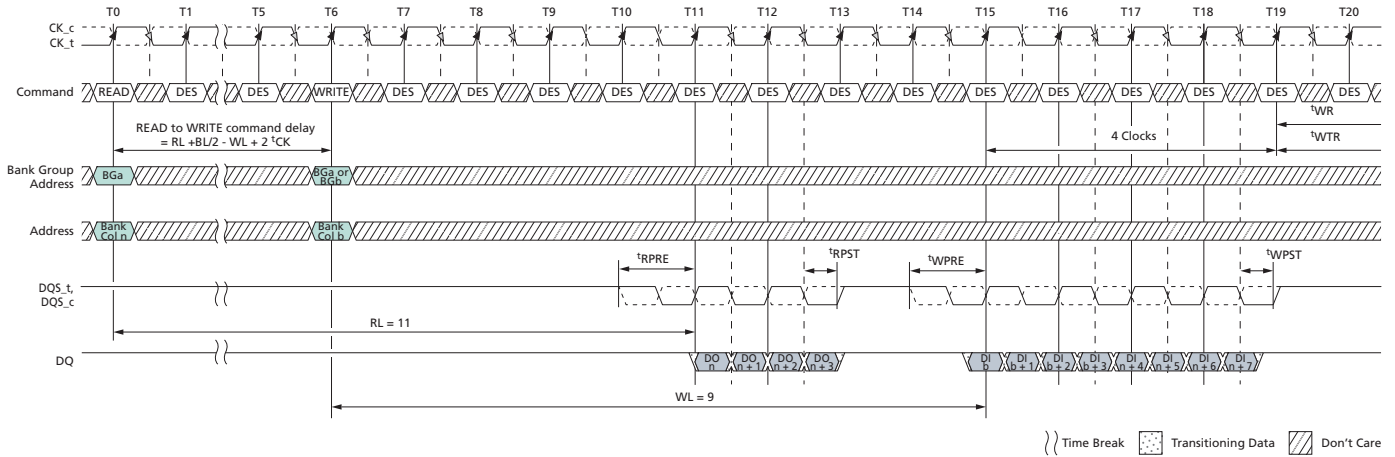 T0 T1 T5 T6 T7 T8 T9 T10 T11 T12 T13 T14 T15 T16 T17 T18 T19 T20
CK_c
CK_t
Command READ DES DES WRITE DES DES DES DES DES DES DES DES DES DES DES DES DES DES
tWR
READ to WRITE command delay
= RL +BL/2 - WL + 2 tCK
4 Clocks
tWTR
Bank Group
Address
BGa
BGa or
BGb
Address
Bank
Col n
Bank
Col b
tRPRE
tRPST
tWPRE
tWPST
DQS_t,
DQS_c
RL = 11
DQ
DO
n
DO
n + 1
DO
n + 2
DO
n + 3
DI
b
DI
b + 1
DI
b + 2
DI
b + 3
DI
n + 4
DI
n + 5
DI
n + 6
DI
n + 7
WL = 9
Time Break Transitioning Data Don't Care